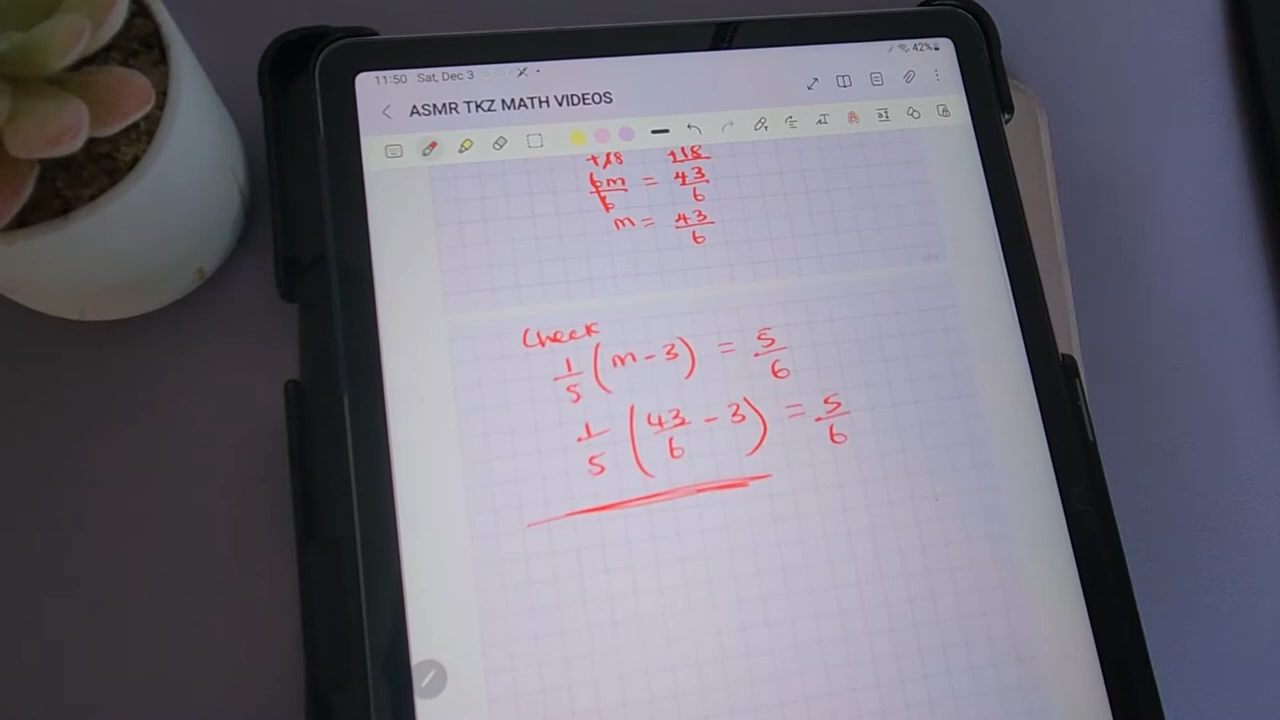 11:50 Sat, Dec 3
42%
ASMR TKZ MATH VIDEOS
+18 +18
6m/6 = 43/6
m = 43/6
Check
1/5 (m - 3) = 5/6
1/5 (43/6 - 3) = 5/6